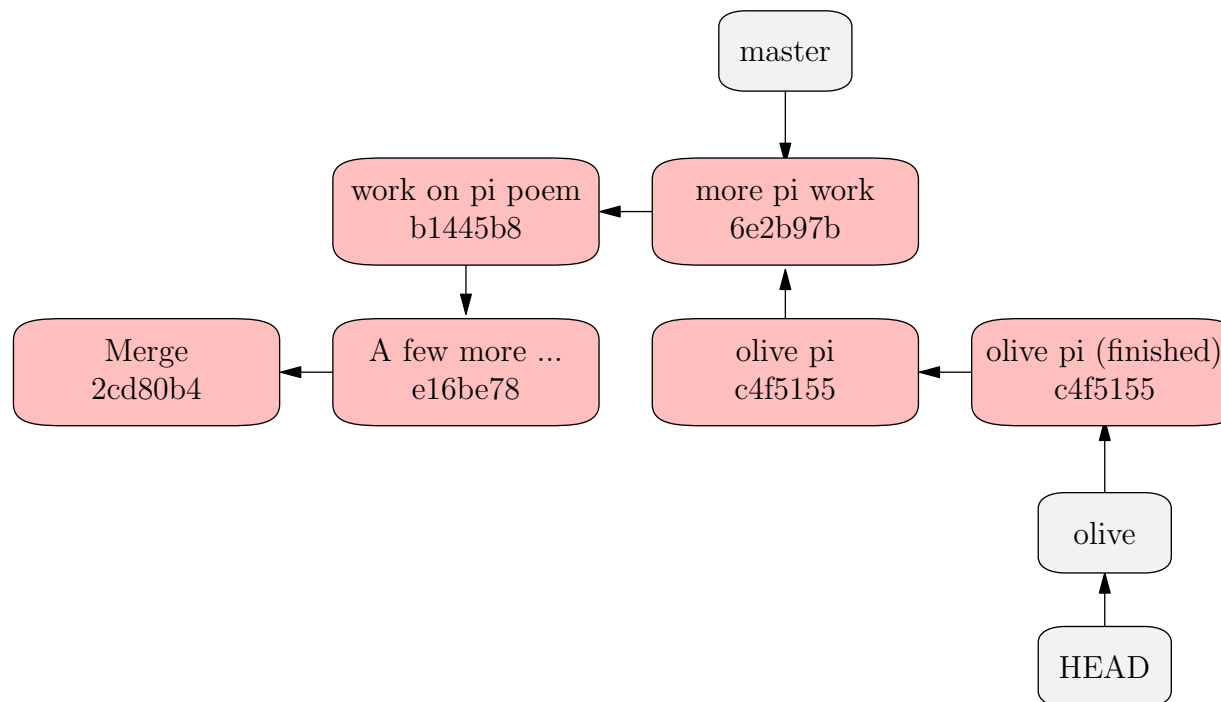 master
work on pi poem
b1445b8
more pi work
6e2b97b
Merge
2cd80b4
A few more ...
e16be78
olive pi
c4f5155
olive pi (finished)
c4f5155
olive
HEAD